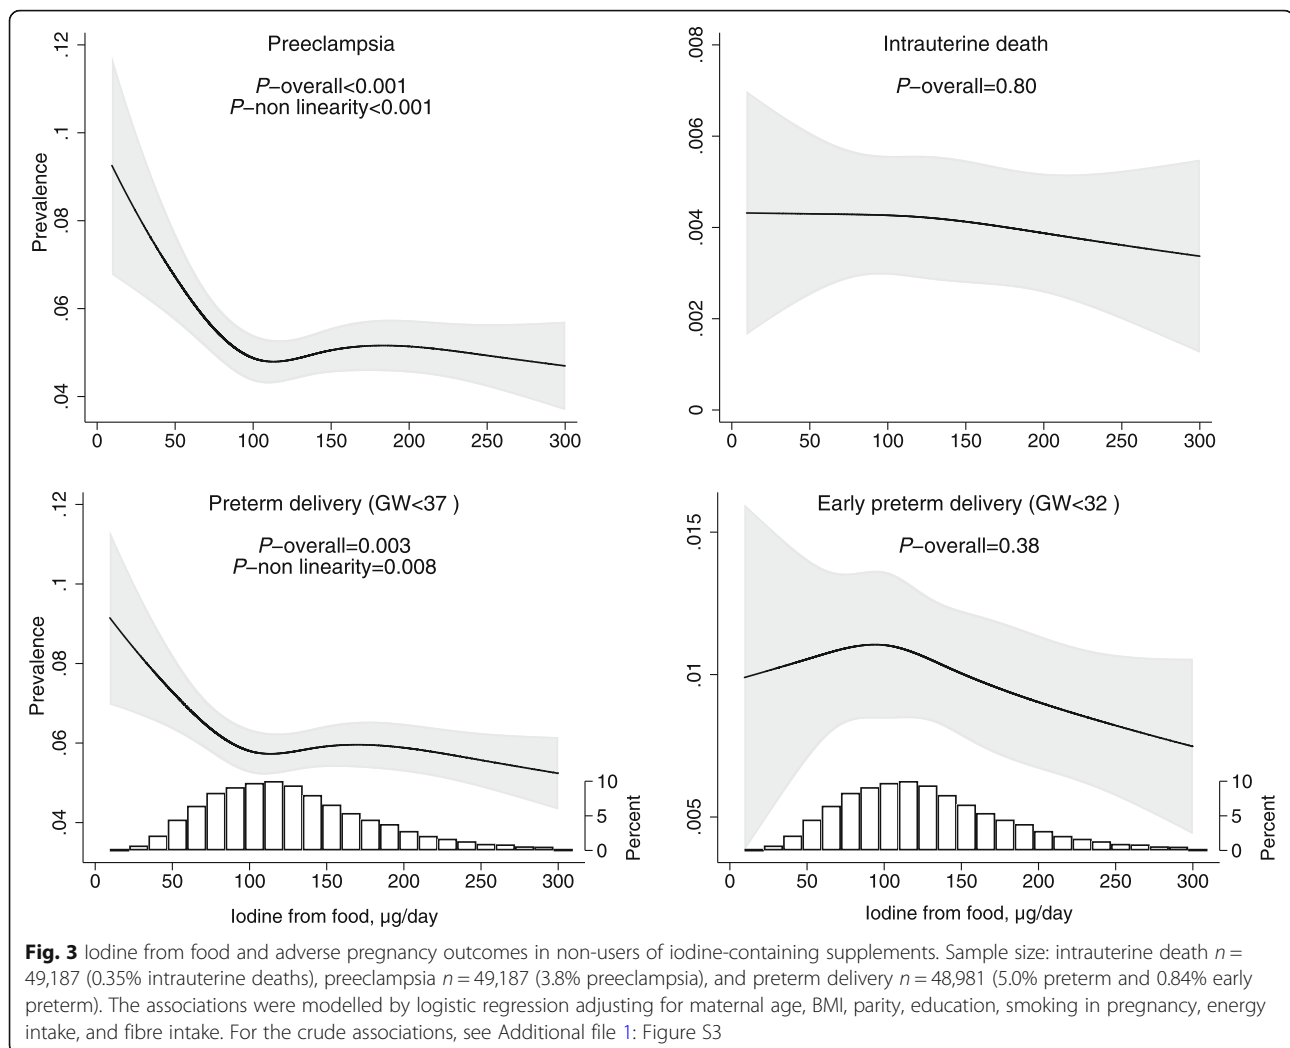 Preeclampsia
P–overall<0.001
P–non linearity<0.001
Prevalence
.12
.1
.08
.06
.04
0 50 100 150 200 250 300
Intrauterine death
P–overall=0.80
.008
.006
.004
.002
0
0 50 100 150 200 250 300
Preterm delivery (GW<37 )
P–overall=0.003
P–non linearity=0.008
Prevalence
.12
.1
.08
.06
.04
10
5
0
Percent
0 50 100 150 200 250 300
Iodine from food, µg/day
Early preterm delivery (GW<32 )
P–overall=0.38
.015
.01
.005
10
5
0
Percent
0 50 100 150 200 250 300
Iodine from food, µg/day
Fig. 3 Iodine from food and adverse pregnancy outcomes in non-users of iodine-containing supplements. Sample size: intrauterine death n =
49,187 (0.35% intrauterine deaths), preeclampsia n = 49,187 (3.8% preeclampsia), and preterm delivery n = 48,981 (5.0% preterm and 0.84% early
preterm). The associations were modelled by logistic regression adjusting for maternal age, BMI, parity, education, smoking in pregnancy, energy
intake, and fibre intake. For the crude associations, see Additional file 1: Figure S3